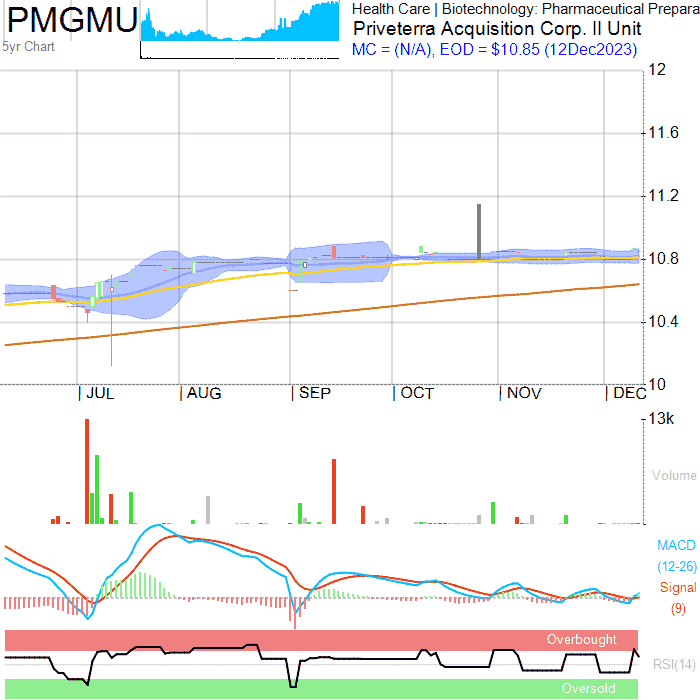 PMGMU
5yr Chart
Health Care | Biotechnology: Pharmaceutical Prepara
Priveterra Acquisition Corp. II Unit
MC = (N/A), EOD = $10.85 (12Dec2023)
12
11.6
11.2
10.8
10.4
10
| JUL | AUG | SEP | OCT | NOV | DEC
13k
Volume
MACD
(12-26)
Signal
(9)
Overbought
RSI(14)
Oversold